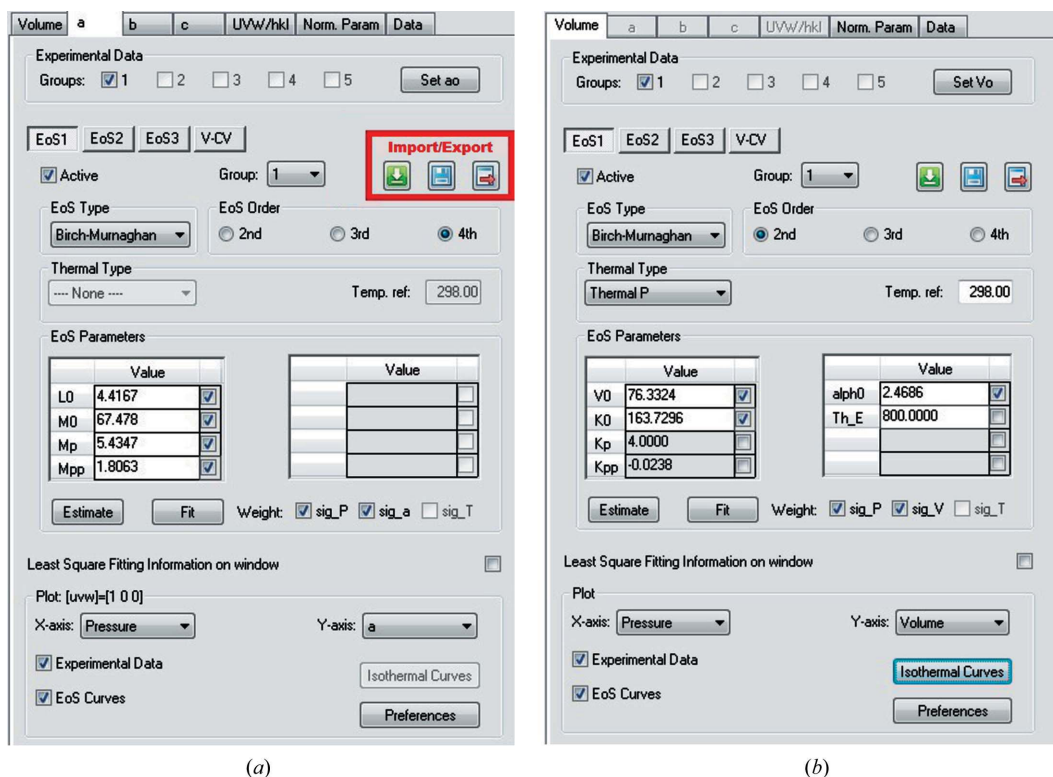 Volume a b c UVW/hkl Norm. Param Data
Experimental Data
Groups: 1 2 3 4 5 Set ao
EoS1 EoS2 EoS3 V-CV
Import/Export
Active Group: 1
EoS Type EoS Order
Birch-Murnaghan 2nd 3rd 4th
Thermal Type
---- None ---- Temp. ref: 298.00
EoS Parameters
Value Value
L0 4.4167
M0 67.478
Mp 5.4347
Mpp 1.8063
Estimate Fit Weight: sig_P sig_a sig_T
Least Square Fitting Information on window
Plot: [uvw]=[1 0 0]
X-axis: Pressure Y-axis: a
Experimental Data
Isothermal Curves
EoS Curves
Preferences
(a)
Volume a b c UVW/hkl Norm. Param Data
Experimental Data
Groups: 1 2 3 4 5 Set Vo
EoS1 EoS2 EoS3 V-CV
Active Group: 1
EoS Type EoS Order
Birch-Murnaghan 2nd 3rd 4th
Thermal Type
Thermal P Temp. ref: 298.00
EoS Parameters
Value Value
V0 76.3324 alph0 2.4686
K0 163.7296 Th_E 800.0000
Kp 4.0000
Kpp -0.0238
Estimate Fit Weight: sig_P sig_V sig_T
Least Square Fitting Information on window
Plot
X-axis: Pressure Y-axis: Volume
Experimental Data
Isothermal Curves
EoS Curves
Preferences
(b)